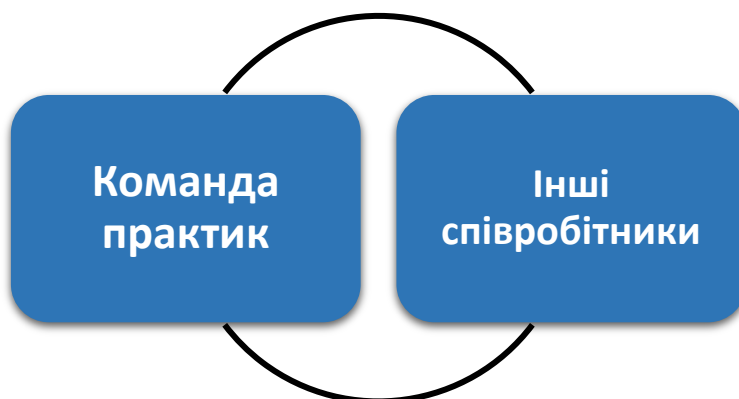 Команда
практик
Інші
співробітники